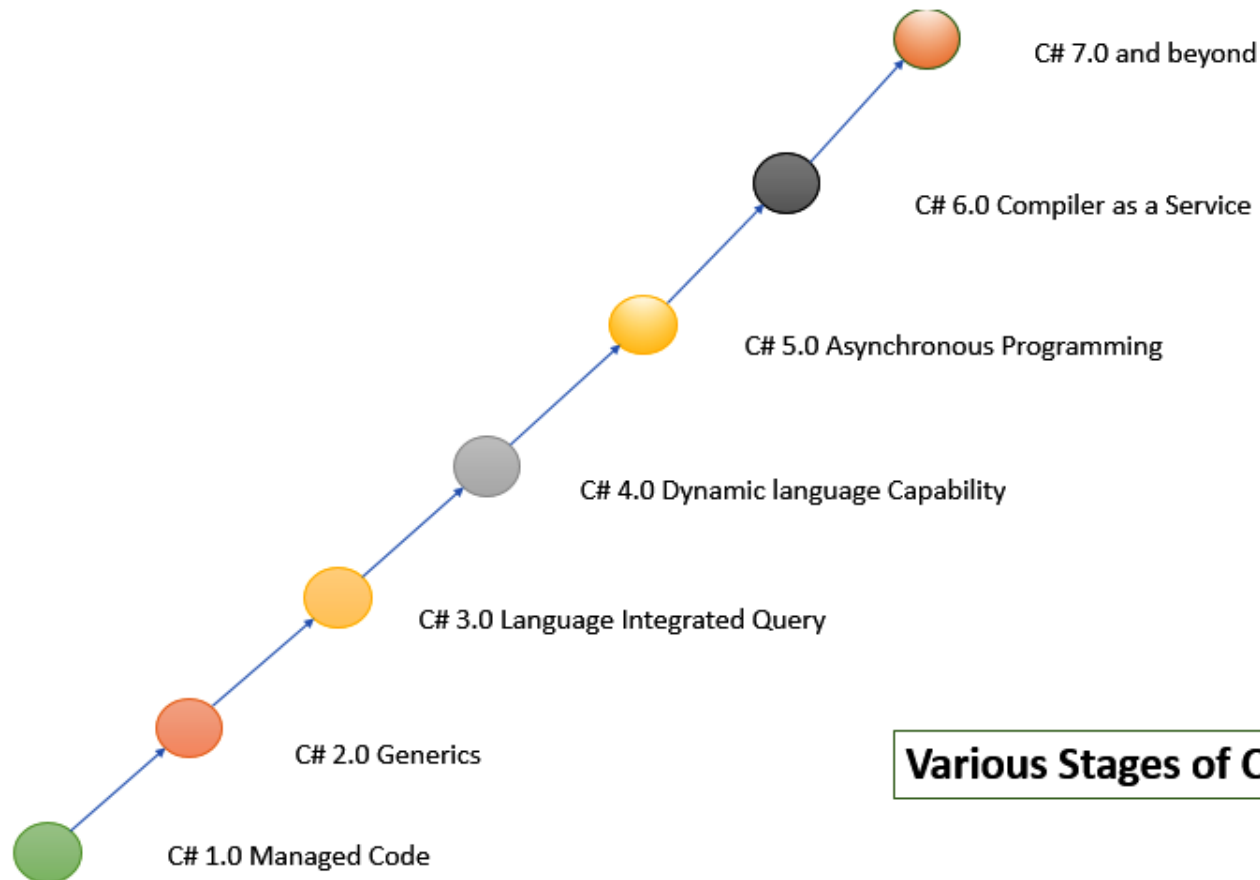 C# 7.0 and beyond
C# 6.0 Compiler as a Service
C# 5.0 Asynchronous Programming
C# 4.0 Dynamic language Capability
C# 3.0 Language Integrated Query
C# 2.0 Generics
Various Stages of C
C# 1.0 Managed Code